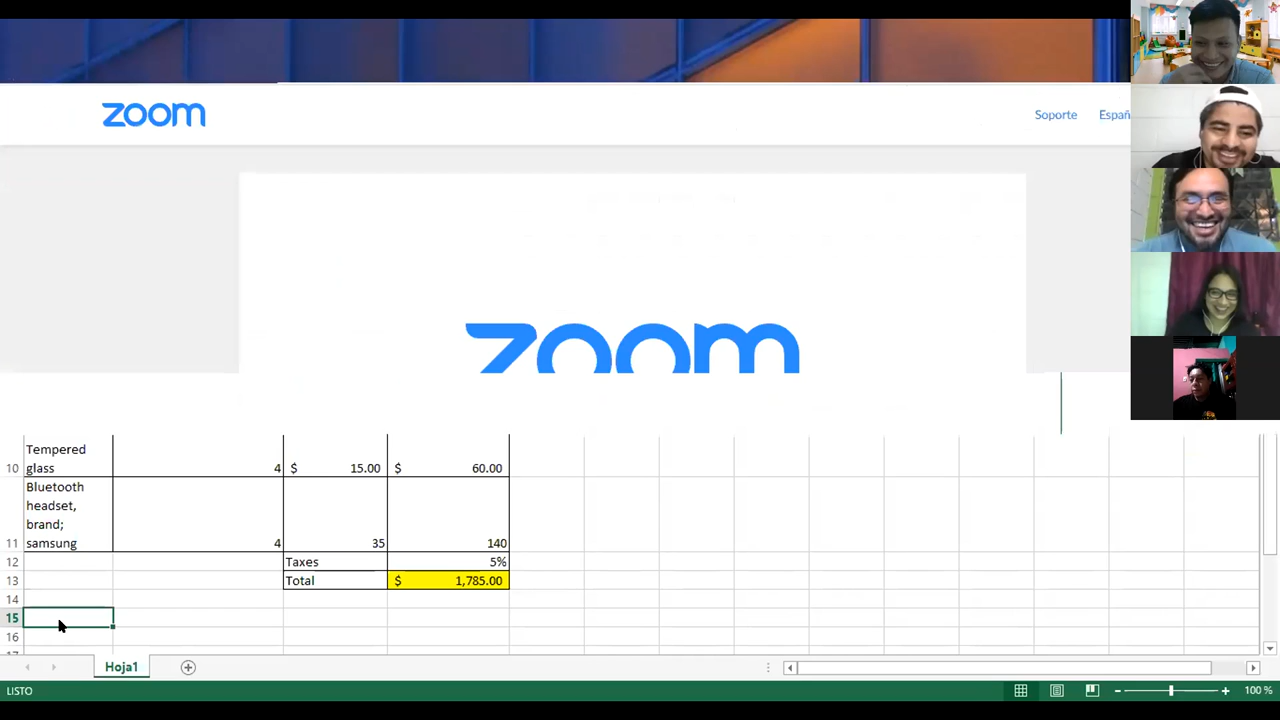 zoom
Soporte
Españ
zoom
Tempered
10 glass 4 $ 15.00 $ 60.00
Bluetooth
headset,
brand;
11 samsung 4 35 140
12 Taxes 5%
13 Total $ 1,785.00
14
15
16
17
Hoja1
LISTO
100 %